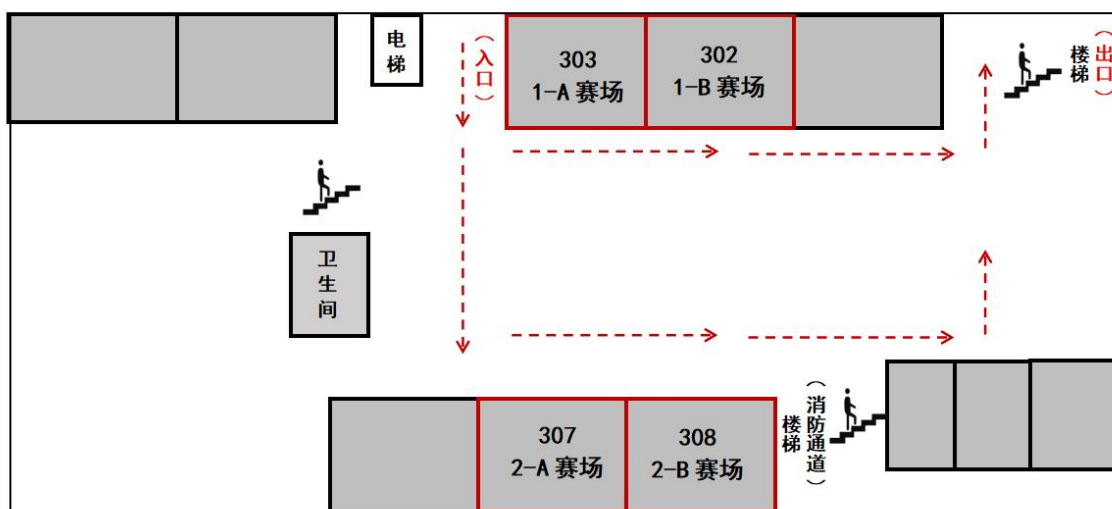 电梯
（入口）
303
1-A 赛场
302
1-B 赛场
楼梯
（出口）
卫生间
307
2-A 赛场
308
2-B 赛场
楼梯
（消防通道）